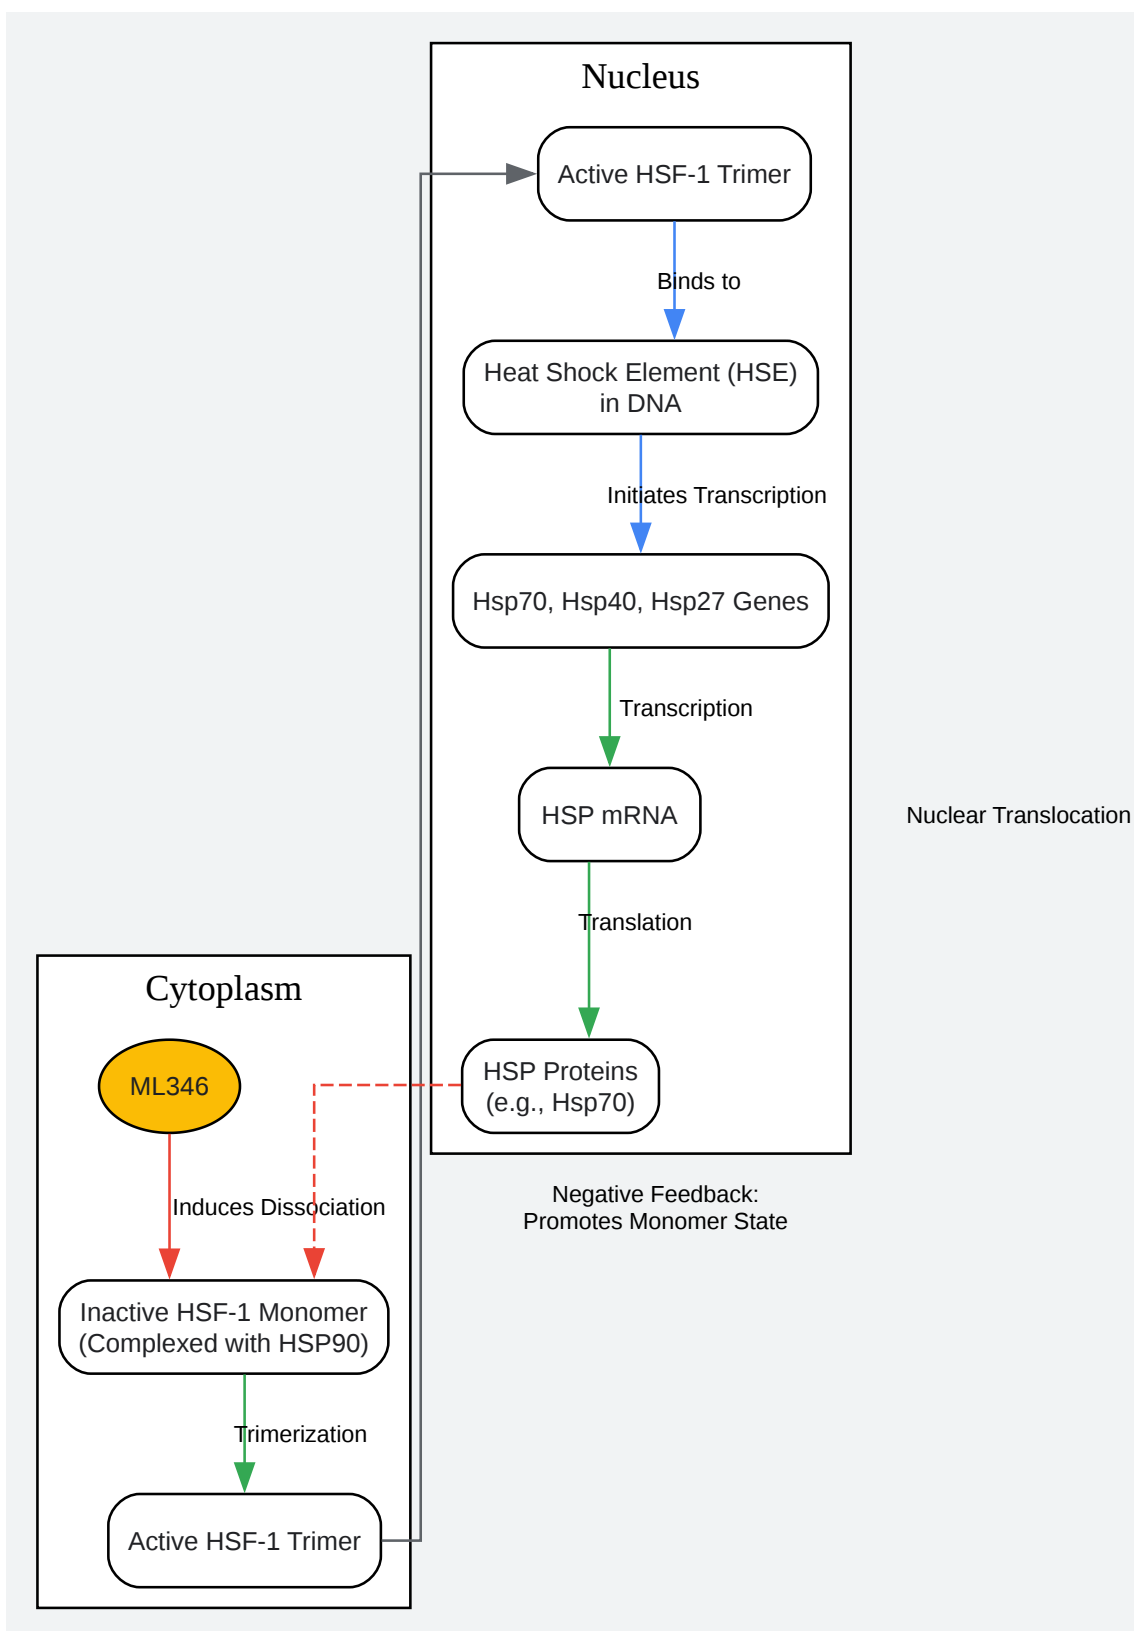 Nucleus
Active HSF-1 Trimer
Binds to
Heat Shock Element (HSE)
in DNA
Initiates Transcription
Hsp70, Hsp40, Hsp27 Genes
Transcription
HSP mRNA
Nuclear Translocation
Translation
Cytoplasm
ML346
HSP Proteins
(e.g., Hsp70)
Induces Dissociation
Negative Feedback:
Promotes Monomer State
Inactive HSF-1 Monomer
(Complexed with HSP90)
Trimerization
Active HSF-1 Trimer